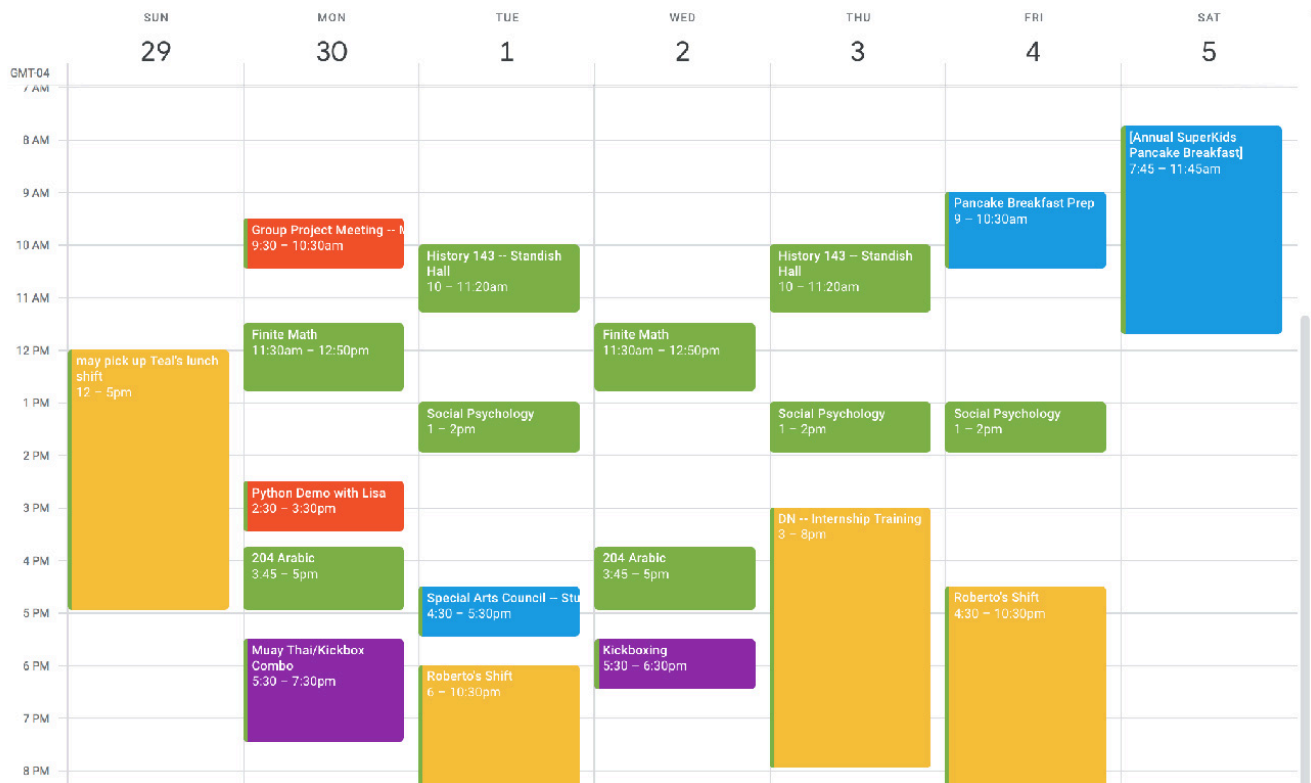 SUN MON TUE WED THU FRI SAT
29 30 1 2 3 4 5
GMT-04
7 AM
8 AM
9 AM
10 AM
11 AM
12 PM
1 PM
2 PM
3 PM
4 PM
5 PM
6 PM
7 PM
8 PM
may pick up Teal's lunch
shift
12 – 5pm
Group Project Meeting -- M
9:30 – 10:30am
Finite Math
11:30am – 12:50pm
Python Demo with Lisa
2:30 – 3:30pm
204 Arabic
3:45 – 5pm
Muay Thai/Kickbox
Combo
5:30 – 7:30pm
History 143 -- Standish
Hall
10 – 11:20am
Social Psychology
1 – 2pm
Special Arts Council -- Stu
4:30 – 5:30pm
Roberto's Shift
6 – 10:30pm
Finite Math
11:30am – 12:50pm
204 Arabic
3:45 – 5pm
Kickboxing
5:30 – 6:30pm
History 143 -- Standish
Hall
10 – 11:20am
Social Psychology
1 – 2pm
DN -- Internship Training
3 – 8pm
Pancake Breakfast Prep
9 – 10:30am
Social Psychology
1 – 2pm
Roberto's Shift
4:30 – 10:30pm
[Annual SuperKids
Pancake Breakfast]
7:45 – 11:45am